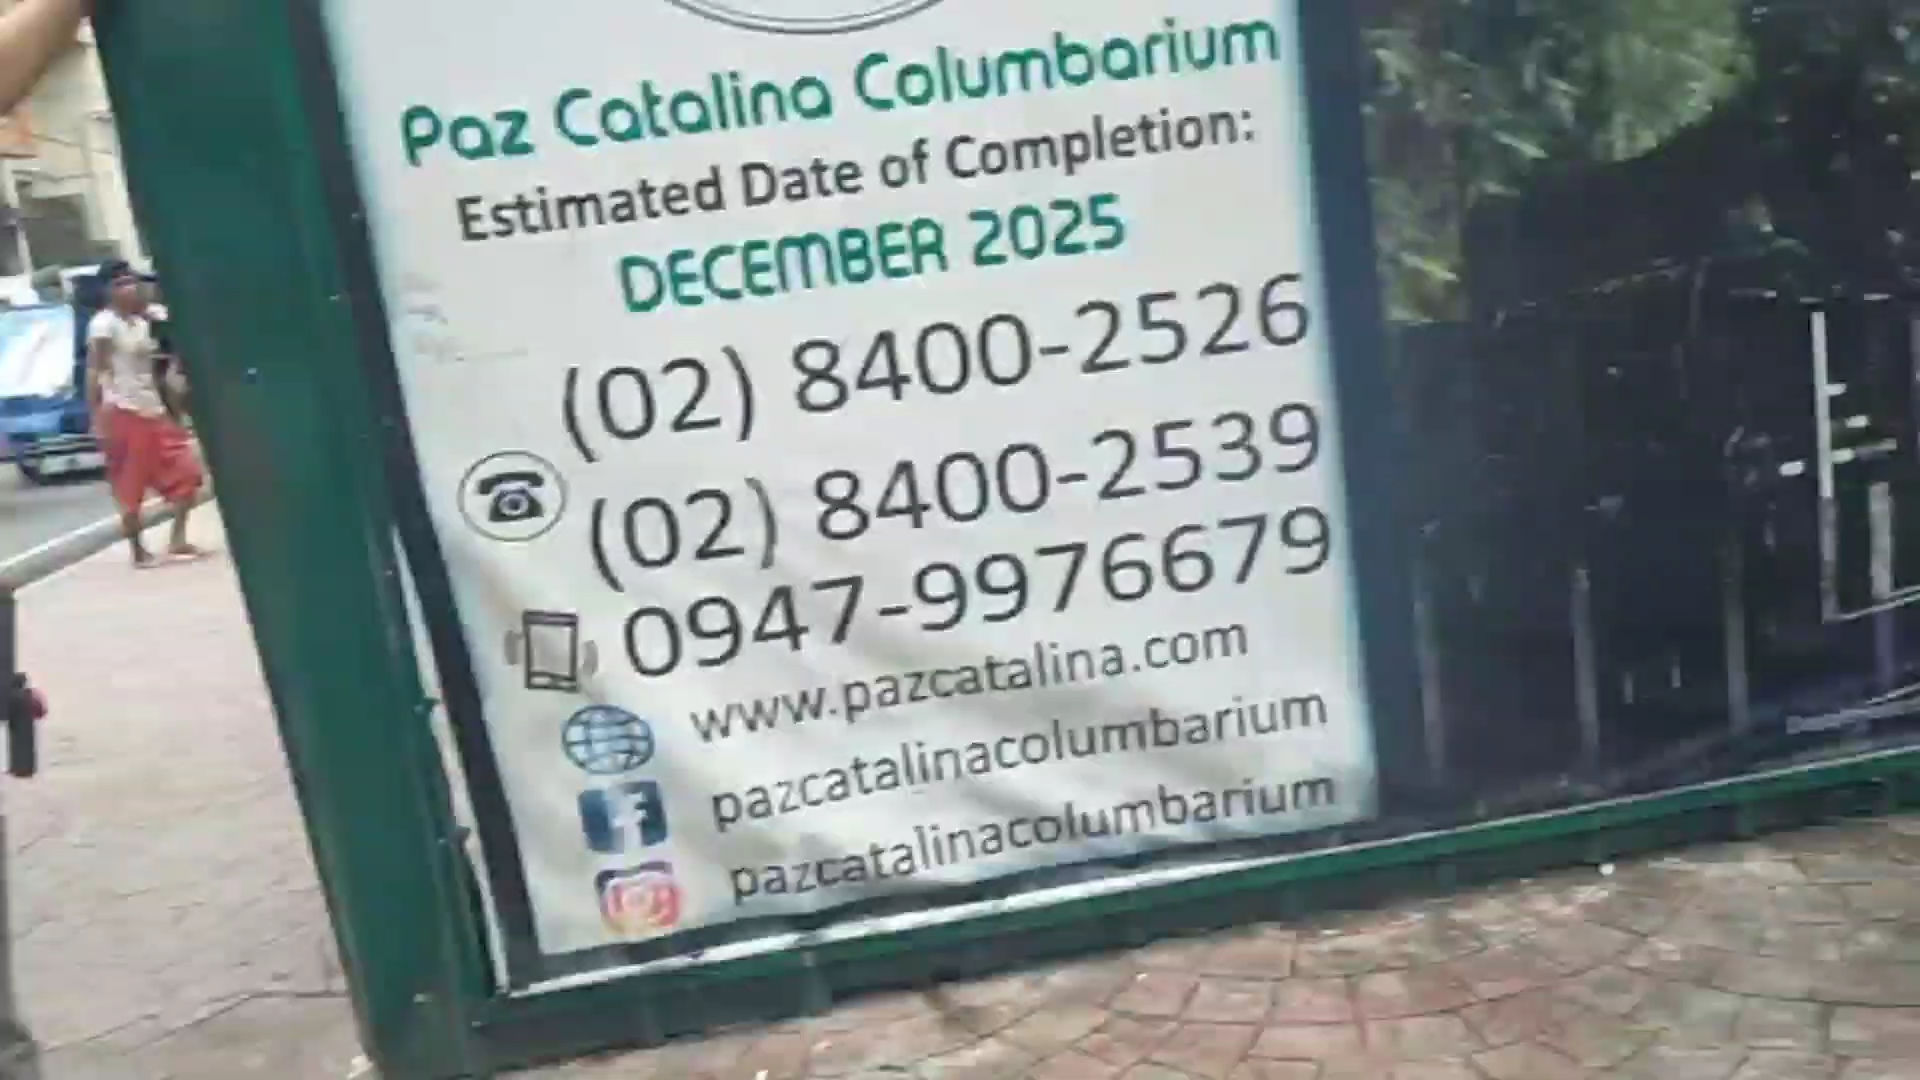 Paz Catalina Columbarium
Estimated Date of Completion:
DECEMBER 2025
(02) 8400-2526
(02) 8400-2539
0947-9976679
www.pazcatalina.com
pazcatalinacolumbarium
pazcatalinacolumbarium